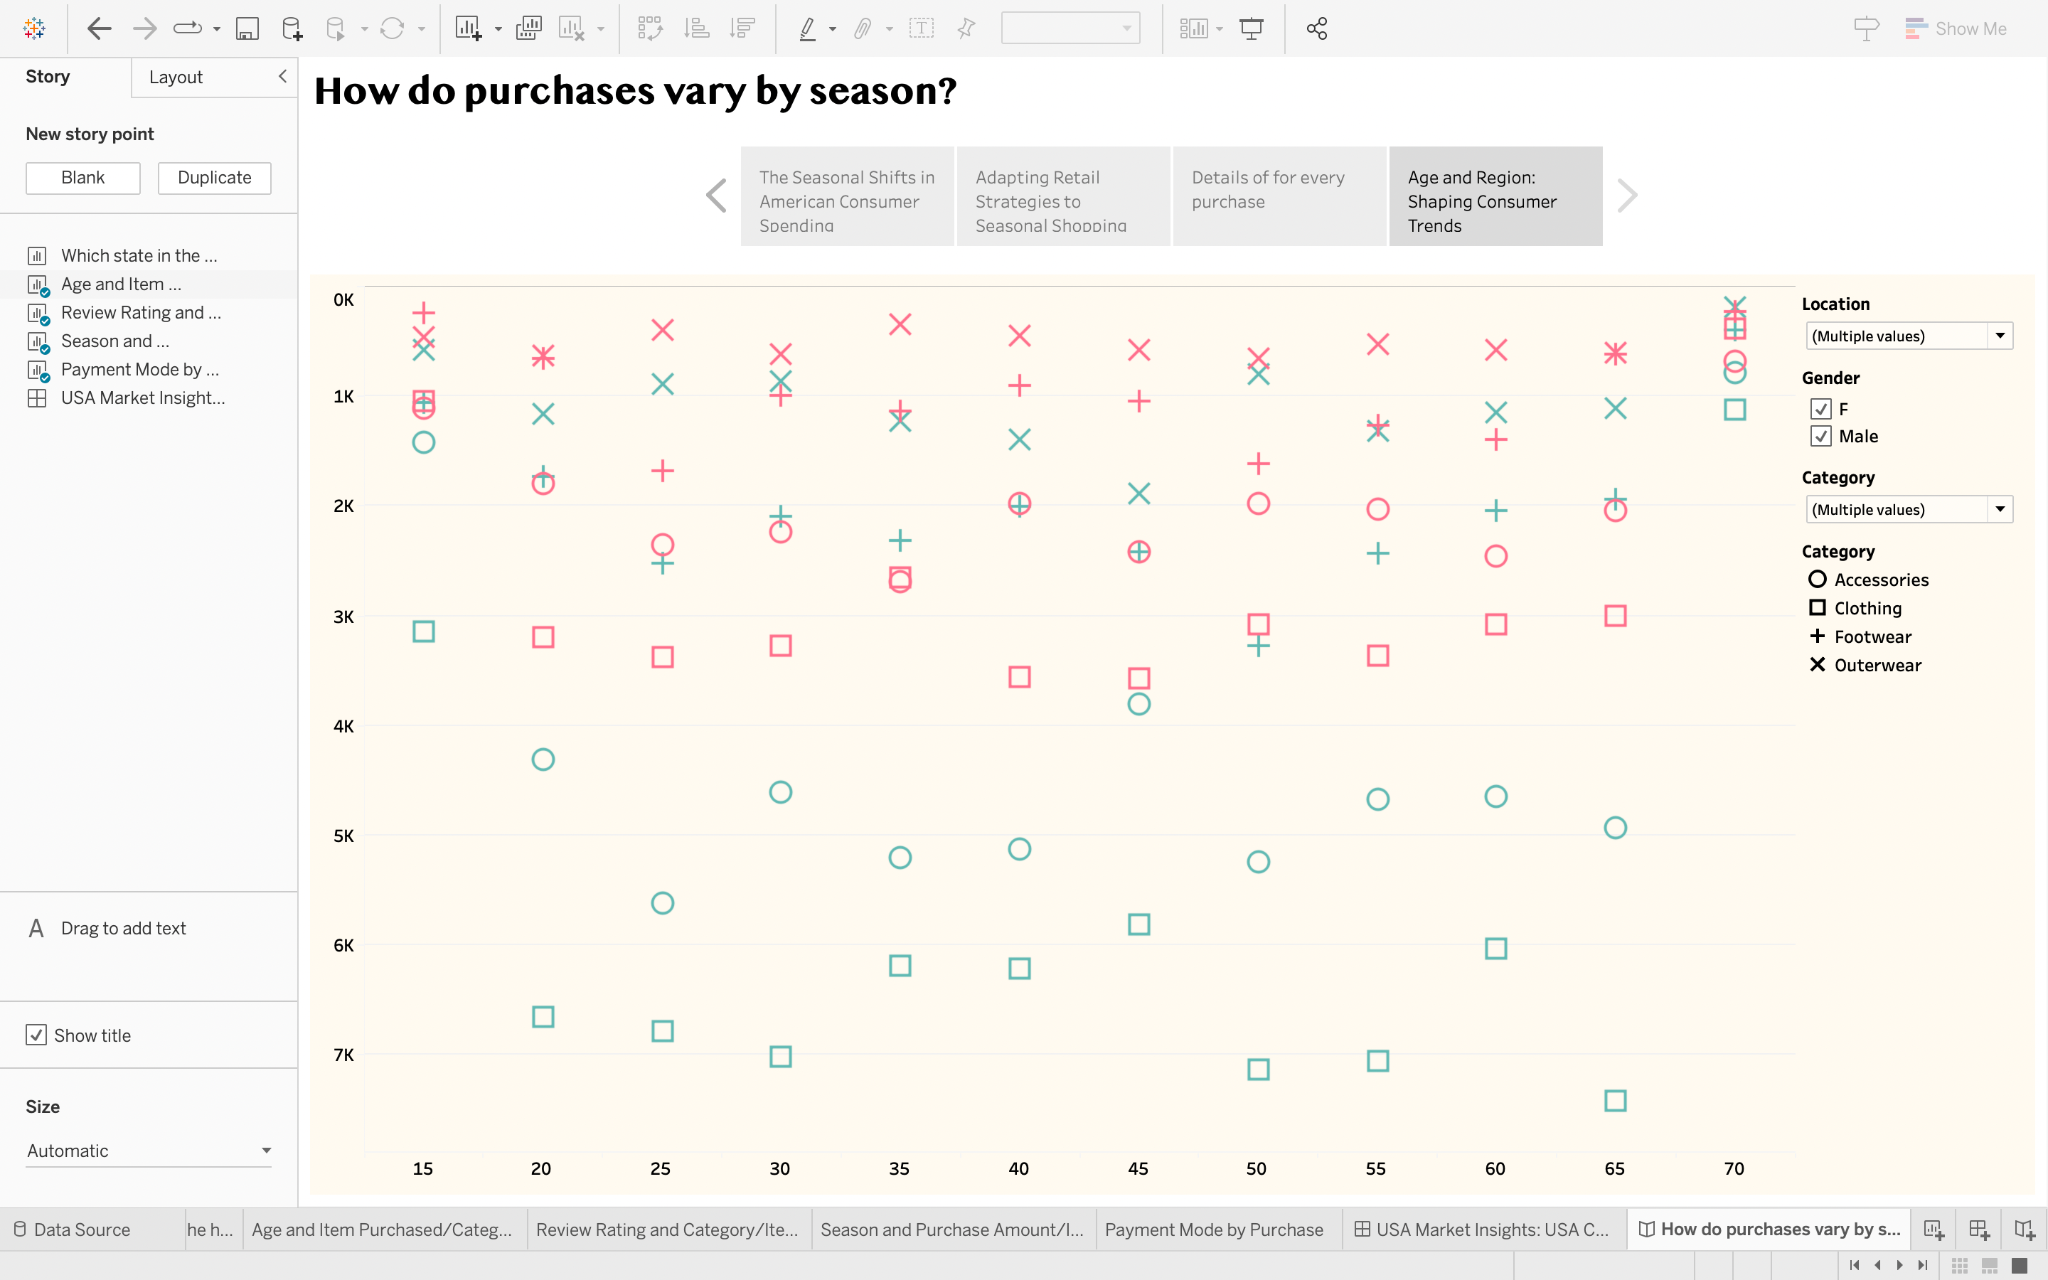 Show Me
Story
Layout
New story point
Blank
Duplicate
Which state in the ...
Age and Item ...
Review Rating and ...
Season and ...
Payment Mode by ...
USA Market Insight...
A Drag to add text
Show title
Size
Automatic
How do purchases vary by season?
The Seasonal Shifts in
American Consumer
Spending
Adapting Retail
Strategies to
Seasonal Shopping
Details of for every
purchase
Age and Region:
Shaping Consumer
Trends
0K
1K
2K
3K
4K
5K
6K
7K
15 20 25 30 35 40 45 50 55 60 65 70
Location
(Multiple values)
Gender
F
Male
Category
(Multiple values)
Category
Accessories
Clothing
Footwear
Outerwear
Data Source
he h...
Age and Item Purchased/Categ...
Review Rating and Category/Ite...
Season and Purchase Amount/I...
Payment Mode by Purchase
USA Market Insights: USA C...
How do purchases vary by s...